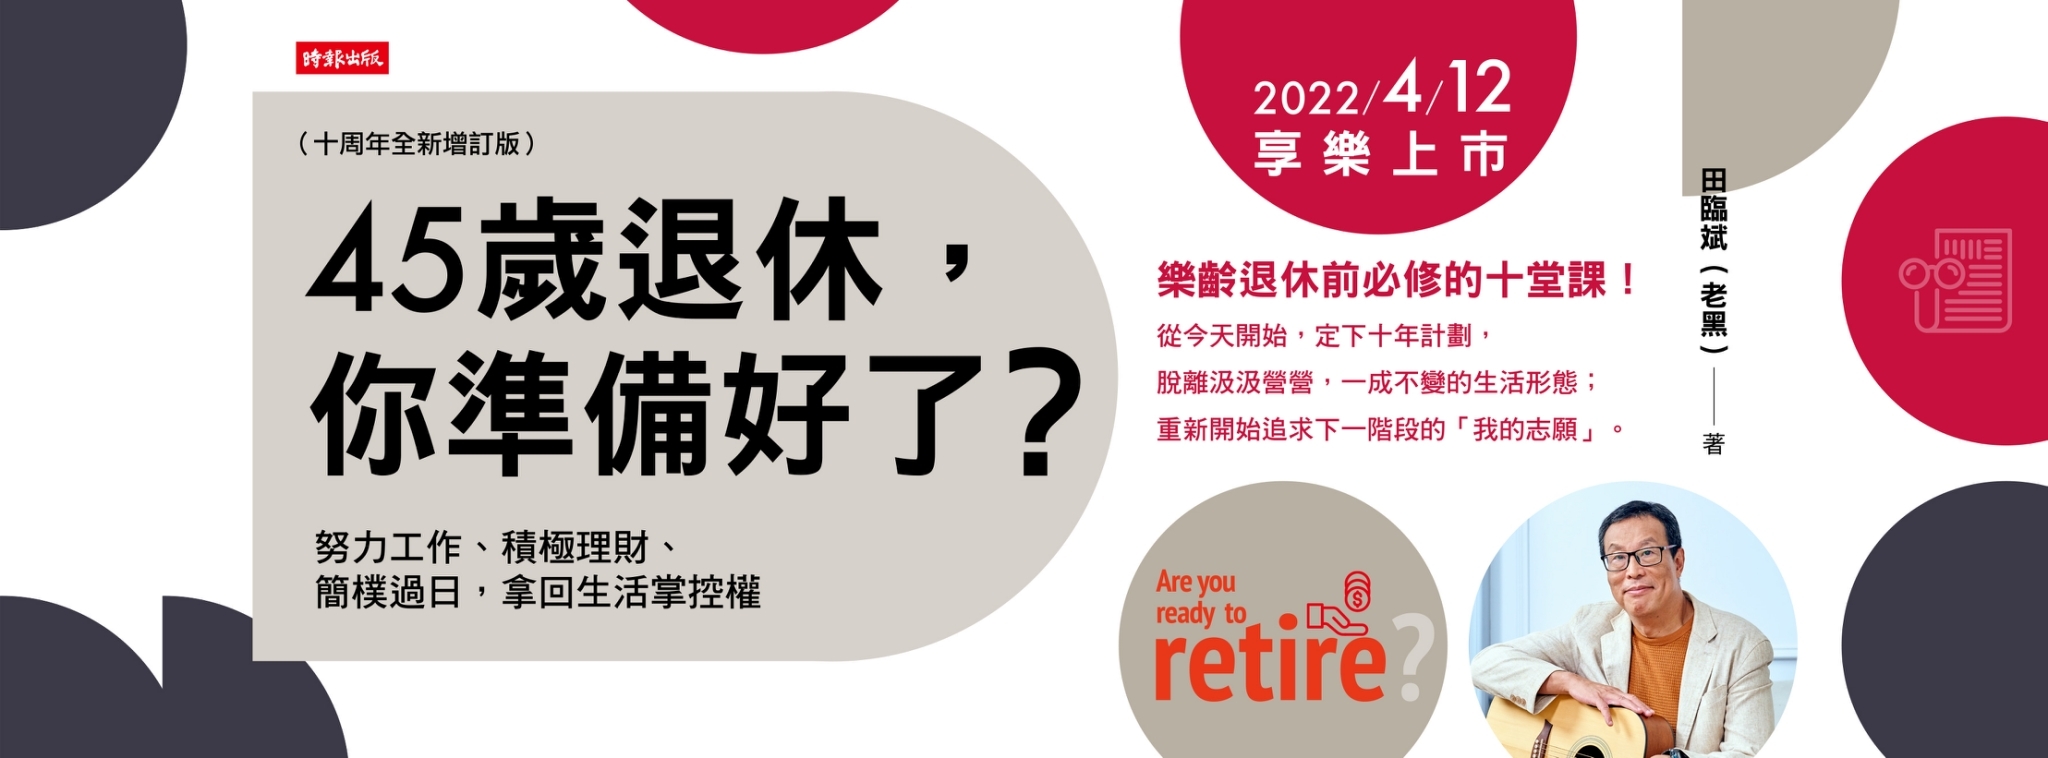 時報出版
（十周年全新增訂版）
45歲退休，
你準備好了？
努力工作、積極理財、
簡樸過日，拿回生活掌控權
2022/4/12
享樂上市
樂齡退休前必修的十堂課！
從今天開始，定下十年計劃，
脫離汲汲營營，一成不變的生活形態；
重新開始追求下一階段的「我的志願」。
田臨斌（老黑）——著
Are you
ready to
retire?